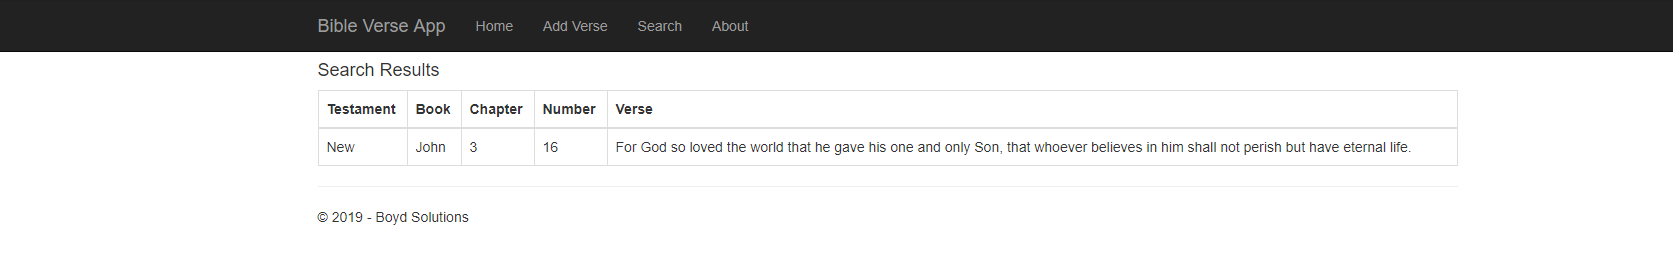 Bible Verse App Home Add Verse Search About
Search Results
Testament Book Chapter Number Verse
New John 3 16 For God so loved the world that he gave his one and only Son, that whoever believes in him shall not perish but have eternal life.
© 2019 - Boyd Solutions